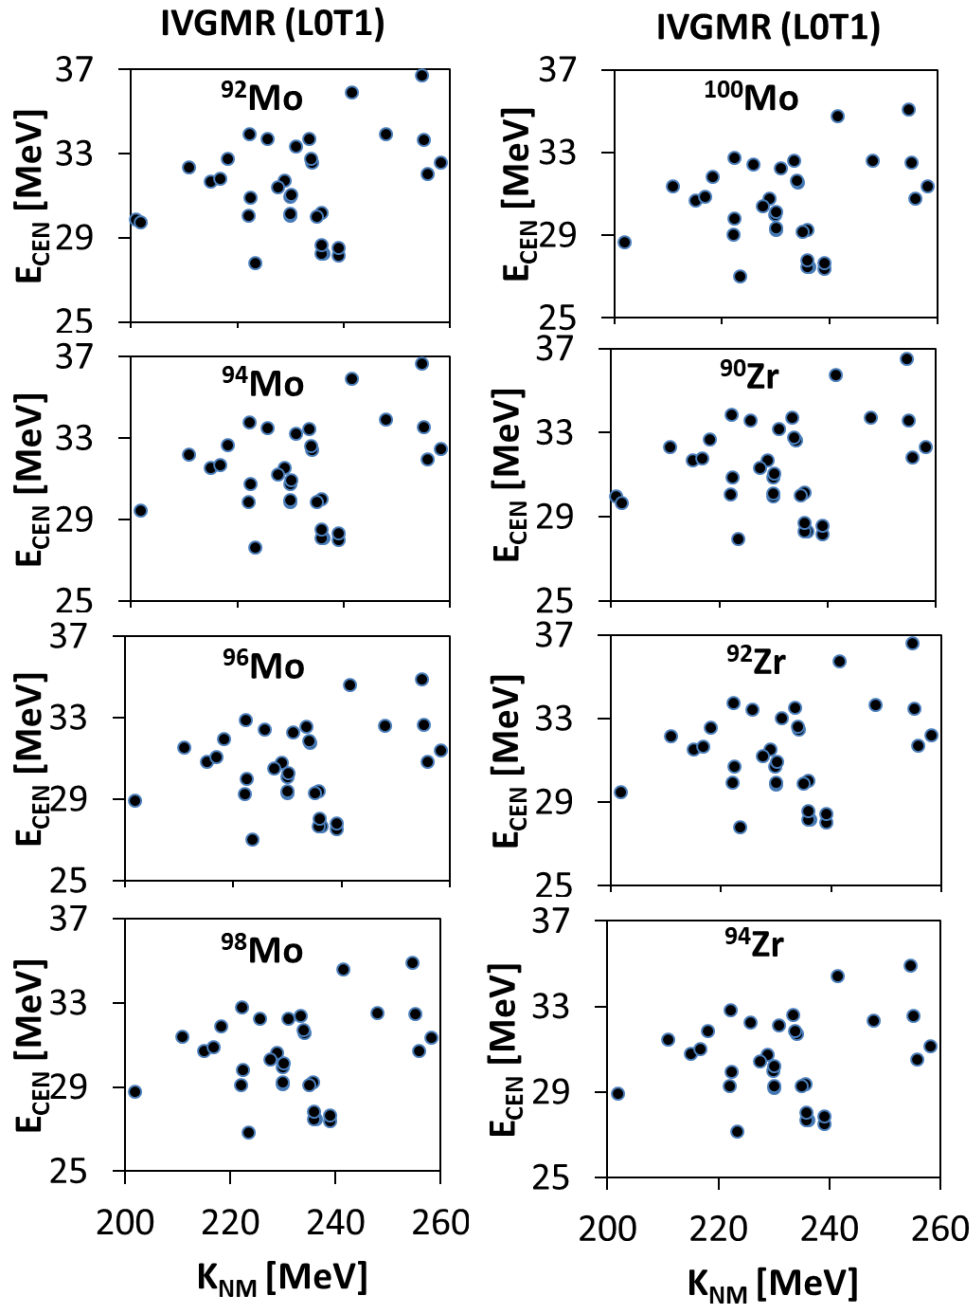 IVGMR (L0T1)
IVGMR (L0T1)
37
33
29
25
E_CEN [MeV]
⁹²Mo
37
33
29
25
E_CEN [MeV]
¹⁰⁰Mo
37
33
29
25
E_CEN [MeV]
⁹⁴Mo
37
33
29
25
E_CEN [MeV]
⁹⁰Zr
37
33
29
25
E_CEN [MeV]
⁹⁶Mo
37
33
29
25
E_CEN [MeV]
⁹²Zr
37
33
29
25
E_CEN [MeV]
⁹⁸Mo
200 220 240 260
K_NM [MeV]
37
33
29
25
E_CEN [MeV]
⁹⁴Zr
200 220 240 260
K_NM [MeV]